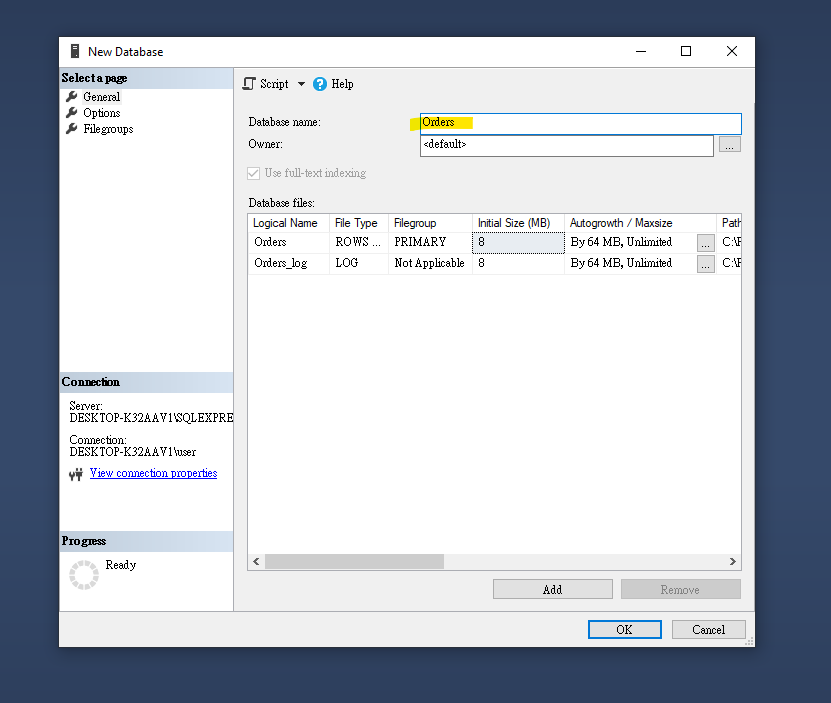 New Database
Select a page
General
Options
Filegroups
Script
Help
Database name:
Orders
Owner:
<default>
...
Use full-text indexing
Database files:
Logical Name File Type Filegroup Initial Size (MB) Autogrowth / Maxsize Path
Orders ROWS ... PRIMARY 8 By 64 MB, Unlimited ... C:\
Orders_log LOG Not Applicable 8 By 64 MB, Unlimited ... C:\
Add
Remove
Connection
Server:
DESKTOP-K32AAV1\SQLEXPRE
Connection:
DESKTOP-K32AAV1\user
View connection properties
Progress
Ready
OK
Cancel